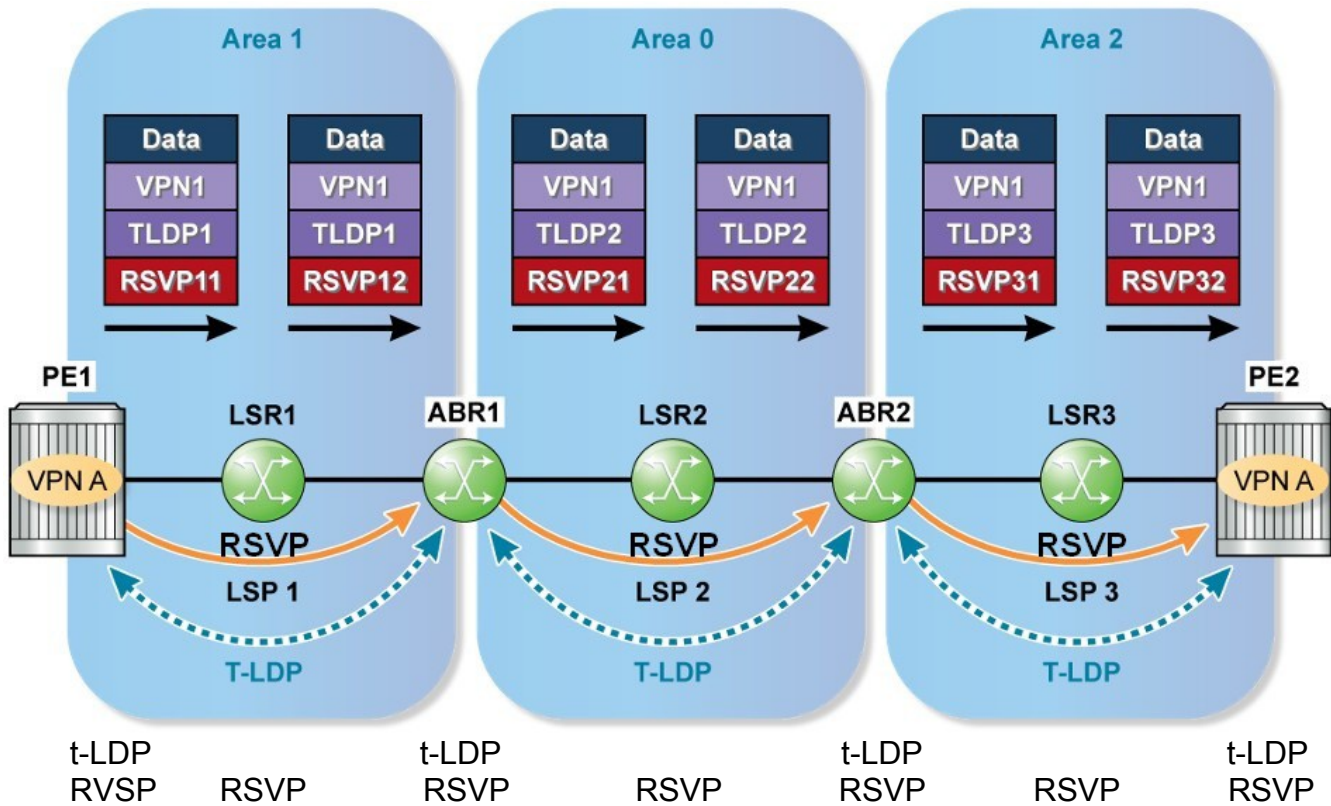 Area 1
Area 0
Area 2
Data
Data
Data
Data
Data
Data
VPN1
VPN1
VPN1
VPN1
VPN1
VPN1
TLDP1
TLDP1
TLDP2
TLDP2
TLDP3
TLDP3
RSVP11
RSVP12
RSVP21
RSVP22
RSVP31
RSVP32
PE1
PE2
LSR1
ABR1
LSR2
ABR2
LSR3
VPN A
VPN A
RSVP
RSVP
RSVP
LSP 1
LSP 2
LSP 3
T-LDP
T-LDP
T-LDP
t-LDP
t-LDP
t-LDP
t-LDP
RVSP
RSVP
RSVP
RSVP
RSVP
RSVP
RSVP